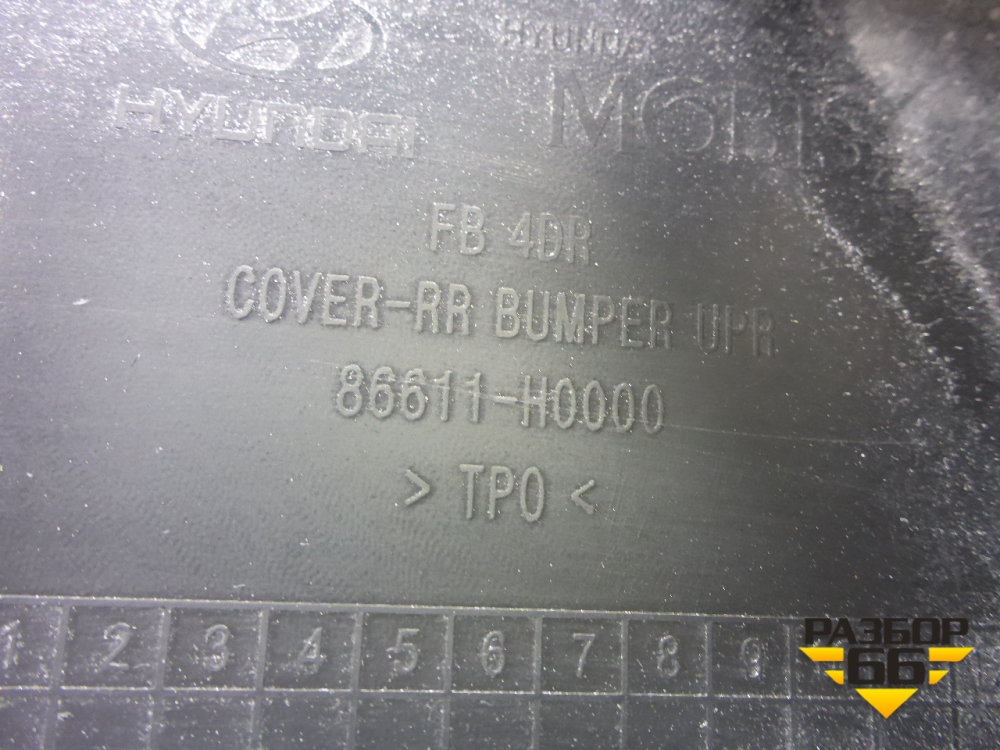 HYUNDAI
HYUNDAI
MOBIS
FB 4DR
COVER-RR BUMPER UPR
86611-H0000
> TPO <
1 2 3 4 5 6 7 8 9
РАЗБОР
66